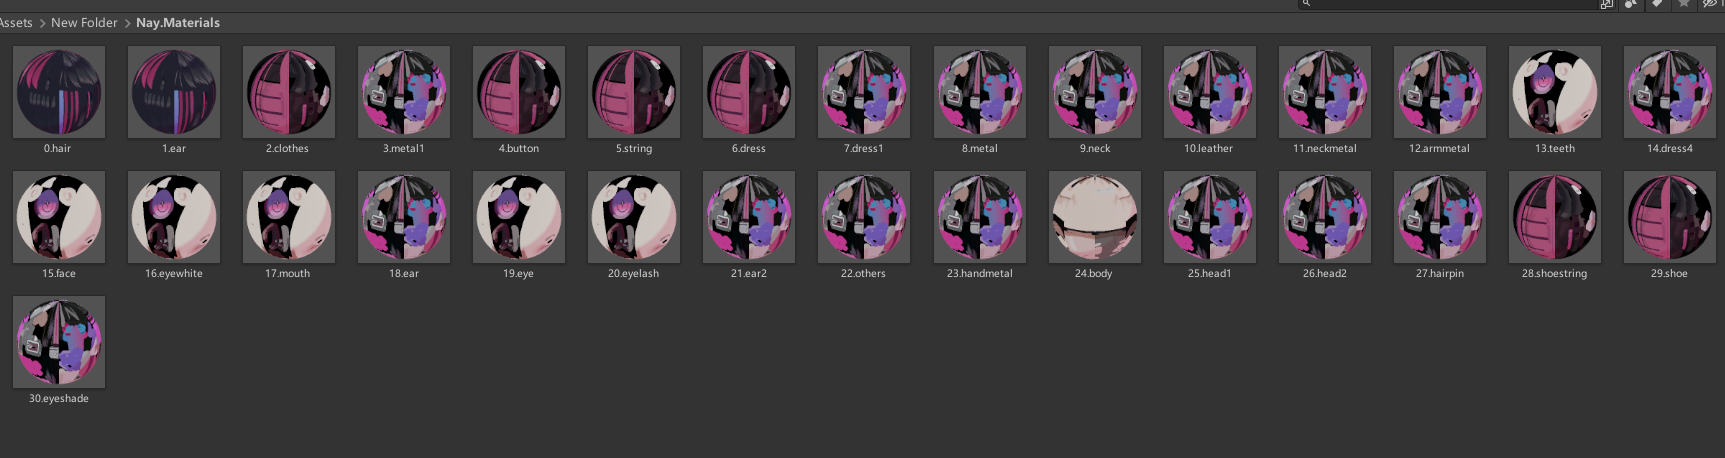 Assets > New Folder > Nay.Materials
0.hair 1.ear 2.clothes 3.metal1 4.button 5.string 6.dress 7.dress1 8.metal 9.neck 10.leather 11.neckmetal 12.armmetal 13.teeth 14.dress4
15.face 16.eyewhite 17.mouth 18.ear 19.eye 20.eyelash 21.ear2 22.others 23.handmetal 24.body 25.head1 26.head2 27.hairpin 28.shoestring 29.shoe
30.eyeshade